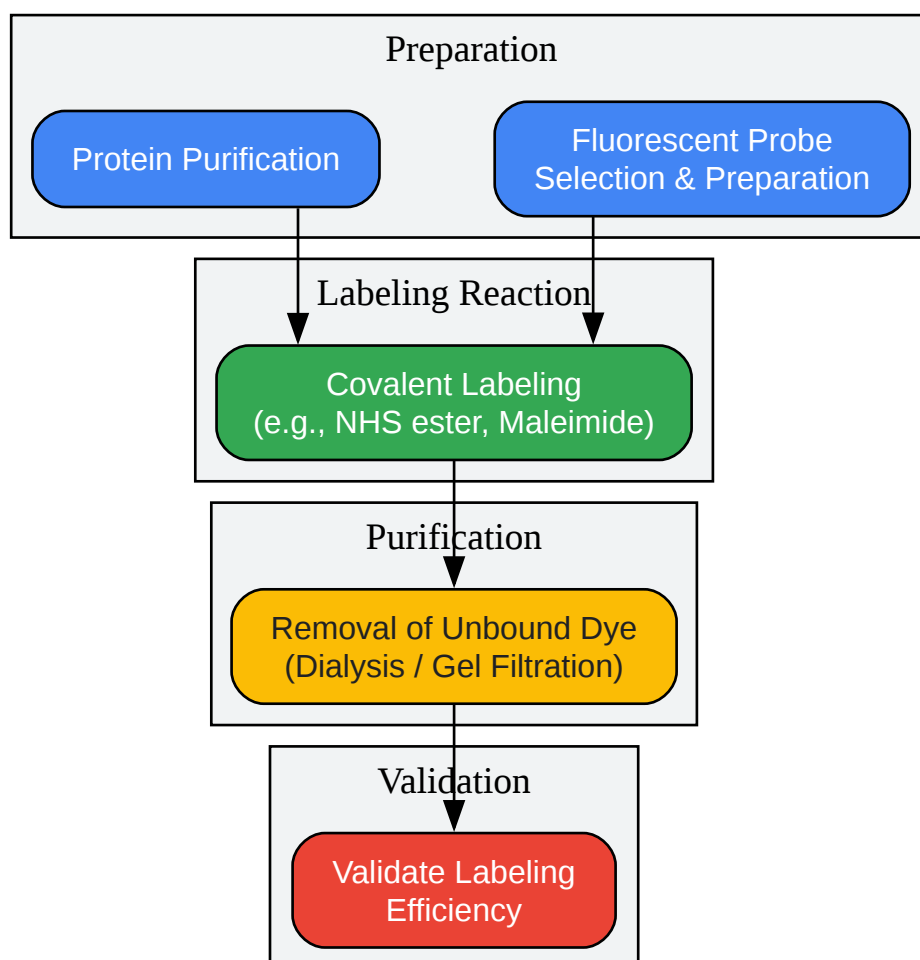 Preparation
Protein Purification
Fluorescent Probe
Selection & Preparation
Labeling Reaction
Covalent Labeling
(e.g., NHS ester, Maleimide)
Purification
Removal of Unbound Dye
(Dialysis / Gel Filtration)
Validation
Validate Labeling
Efficiency